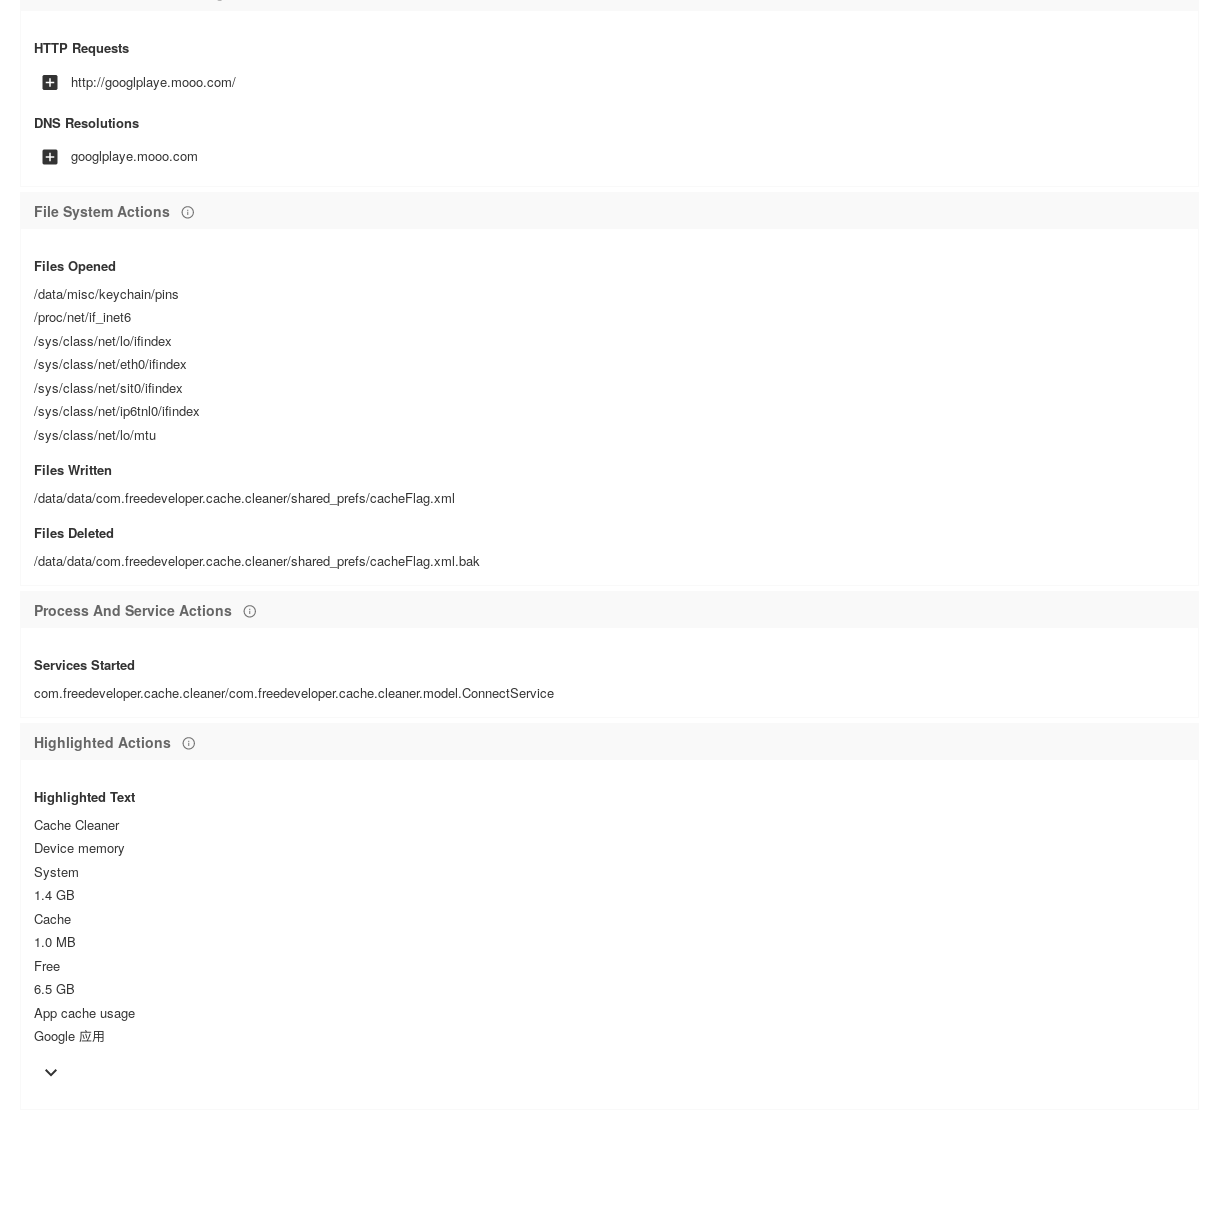 HTTP Requests
http://googlplaye.mooo.com/
DNS Resolutions
googlplaye.mooo.com
File System Actions
Files Opened
/data/misc/keychain/pins
/proc/net/if_inet6
/sys/class/net/lo/ifindex
/sys/class/net/eth0/ifindex
/sys/class/net/sit0/ifindex
/sys/class/net/ip6tnl0/ifindex
/sys/class/net/lo/mtu
Files Written
/data/data/com.freedeveloper.cache.cleaner/shared_prefs/cacheFlag.xml
Files Deleted
/data/data/com.freedeveloper.cache.cleaner/shared_prefs/cacheFlag.xml.bak
Process And Service Actions
Services Started
com.freedeveloper.cache.cleaner/com.freedeveloper.cache.cleaner.model.ConnectService
Highlighted Actions
Highlighted Text
Cache Cleaner
Device memory
System
1.4 GB
Cache
1.0 MB
Free
6.5 GB
App cache usage
Google 应用